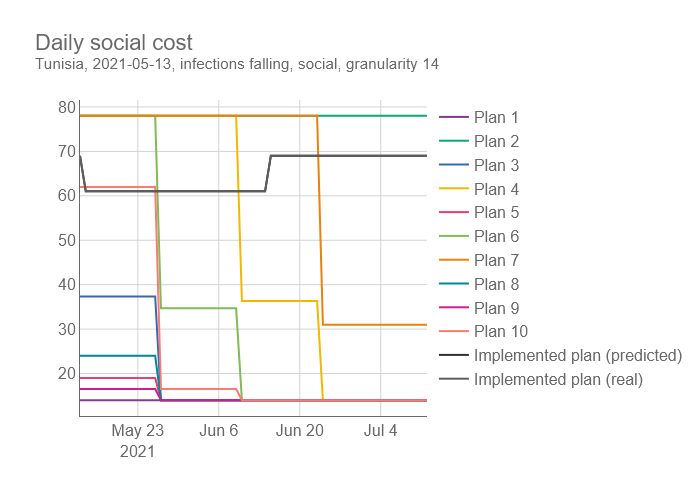 Daily social cost
Tunisia, 2021-05-13, infections falling, social, granularity 14
80
70
60
50
40
30
20
May 23
2021
Jun 6
Jun 20
Jul 4
Plan 1
Plan 2
Plan 3
Plan 4
Plan 5
Plan 6
Plan 7
Plan 8
Plan 9
Plan 10
Implemented plan (predicted)
Implemented plan (real)